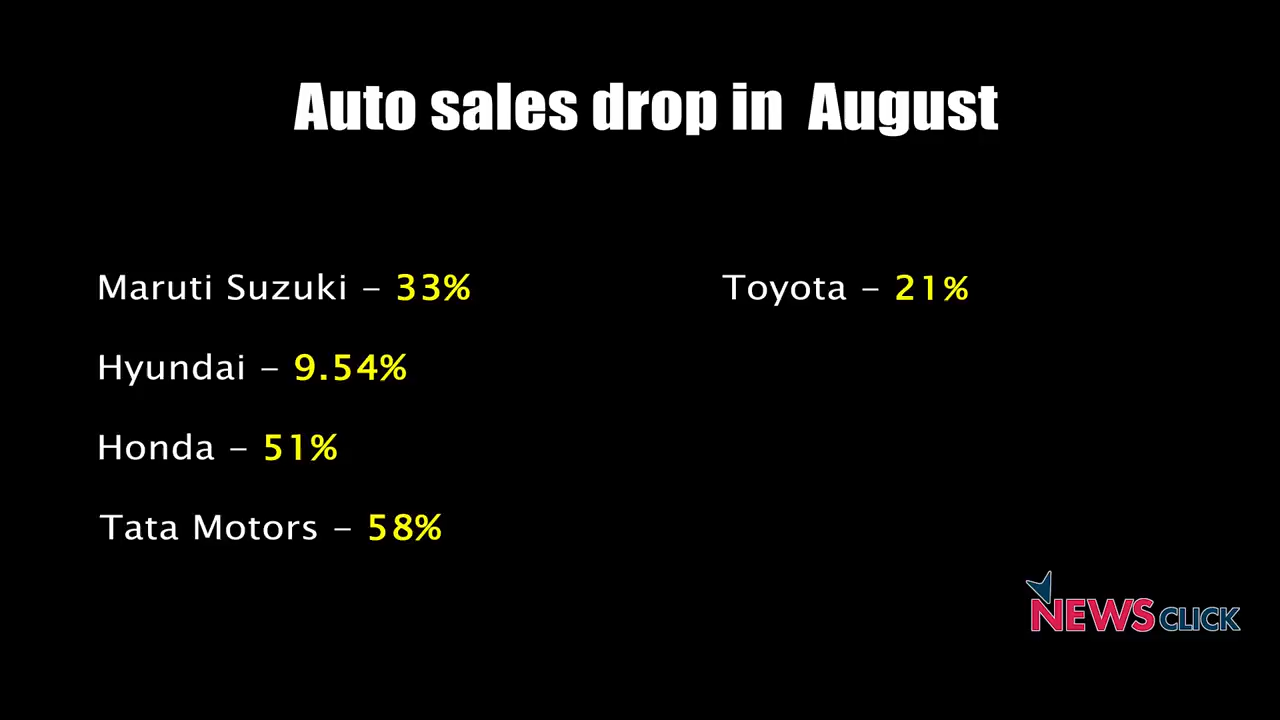 Auto sales drop in August
Maruti Suzuki – 33%
Hyundai – 9.54%
Honda – 51%
Tata Motors – 58%
Toyota – 21%
NEWSCLICK